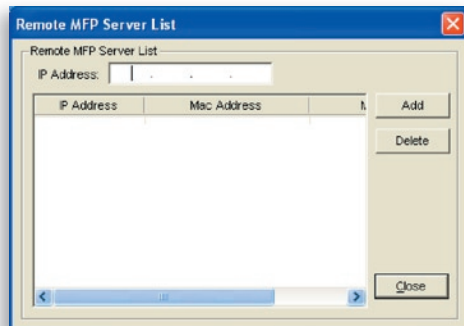 Remote MFP Server List
Remote MFP Server List
IP Address: . . .
IP Address Mac Address
Add
Delete
Close